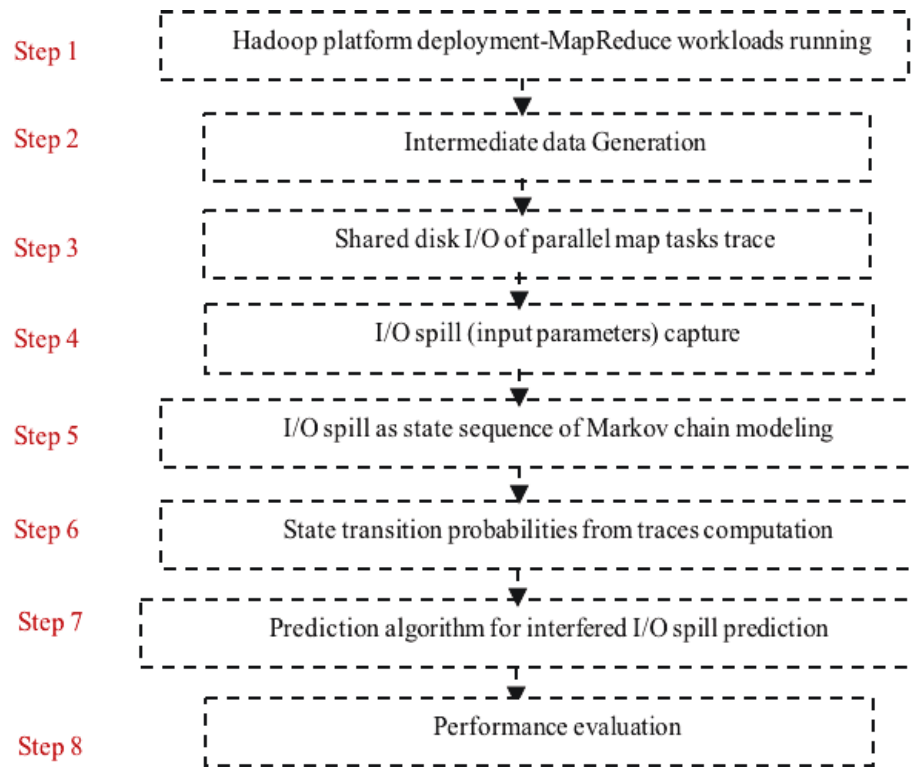 Step 1
Hadoop platform deployment-MapReduce workloads running
Step 2
Intermediate data Generation
Step 3
Shared disk I/O of parallel map tasks trace
Step 4
I/O spill (input parameters) capture
Step 5
I/O spill as state sequence of Markov chain modeling
Step 6
State transition probabilities from traces computation
Step 7
Prediction algorithm for interfered I/O spill prediction
Step 8
Performance evaluation